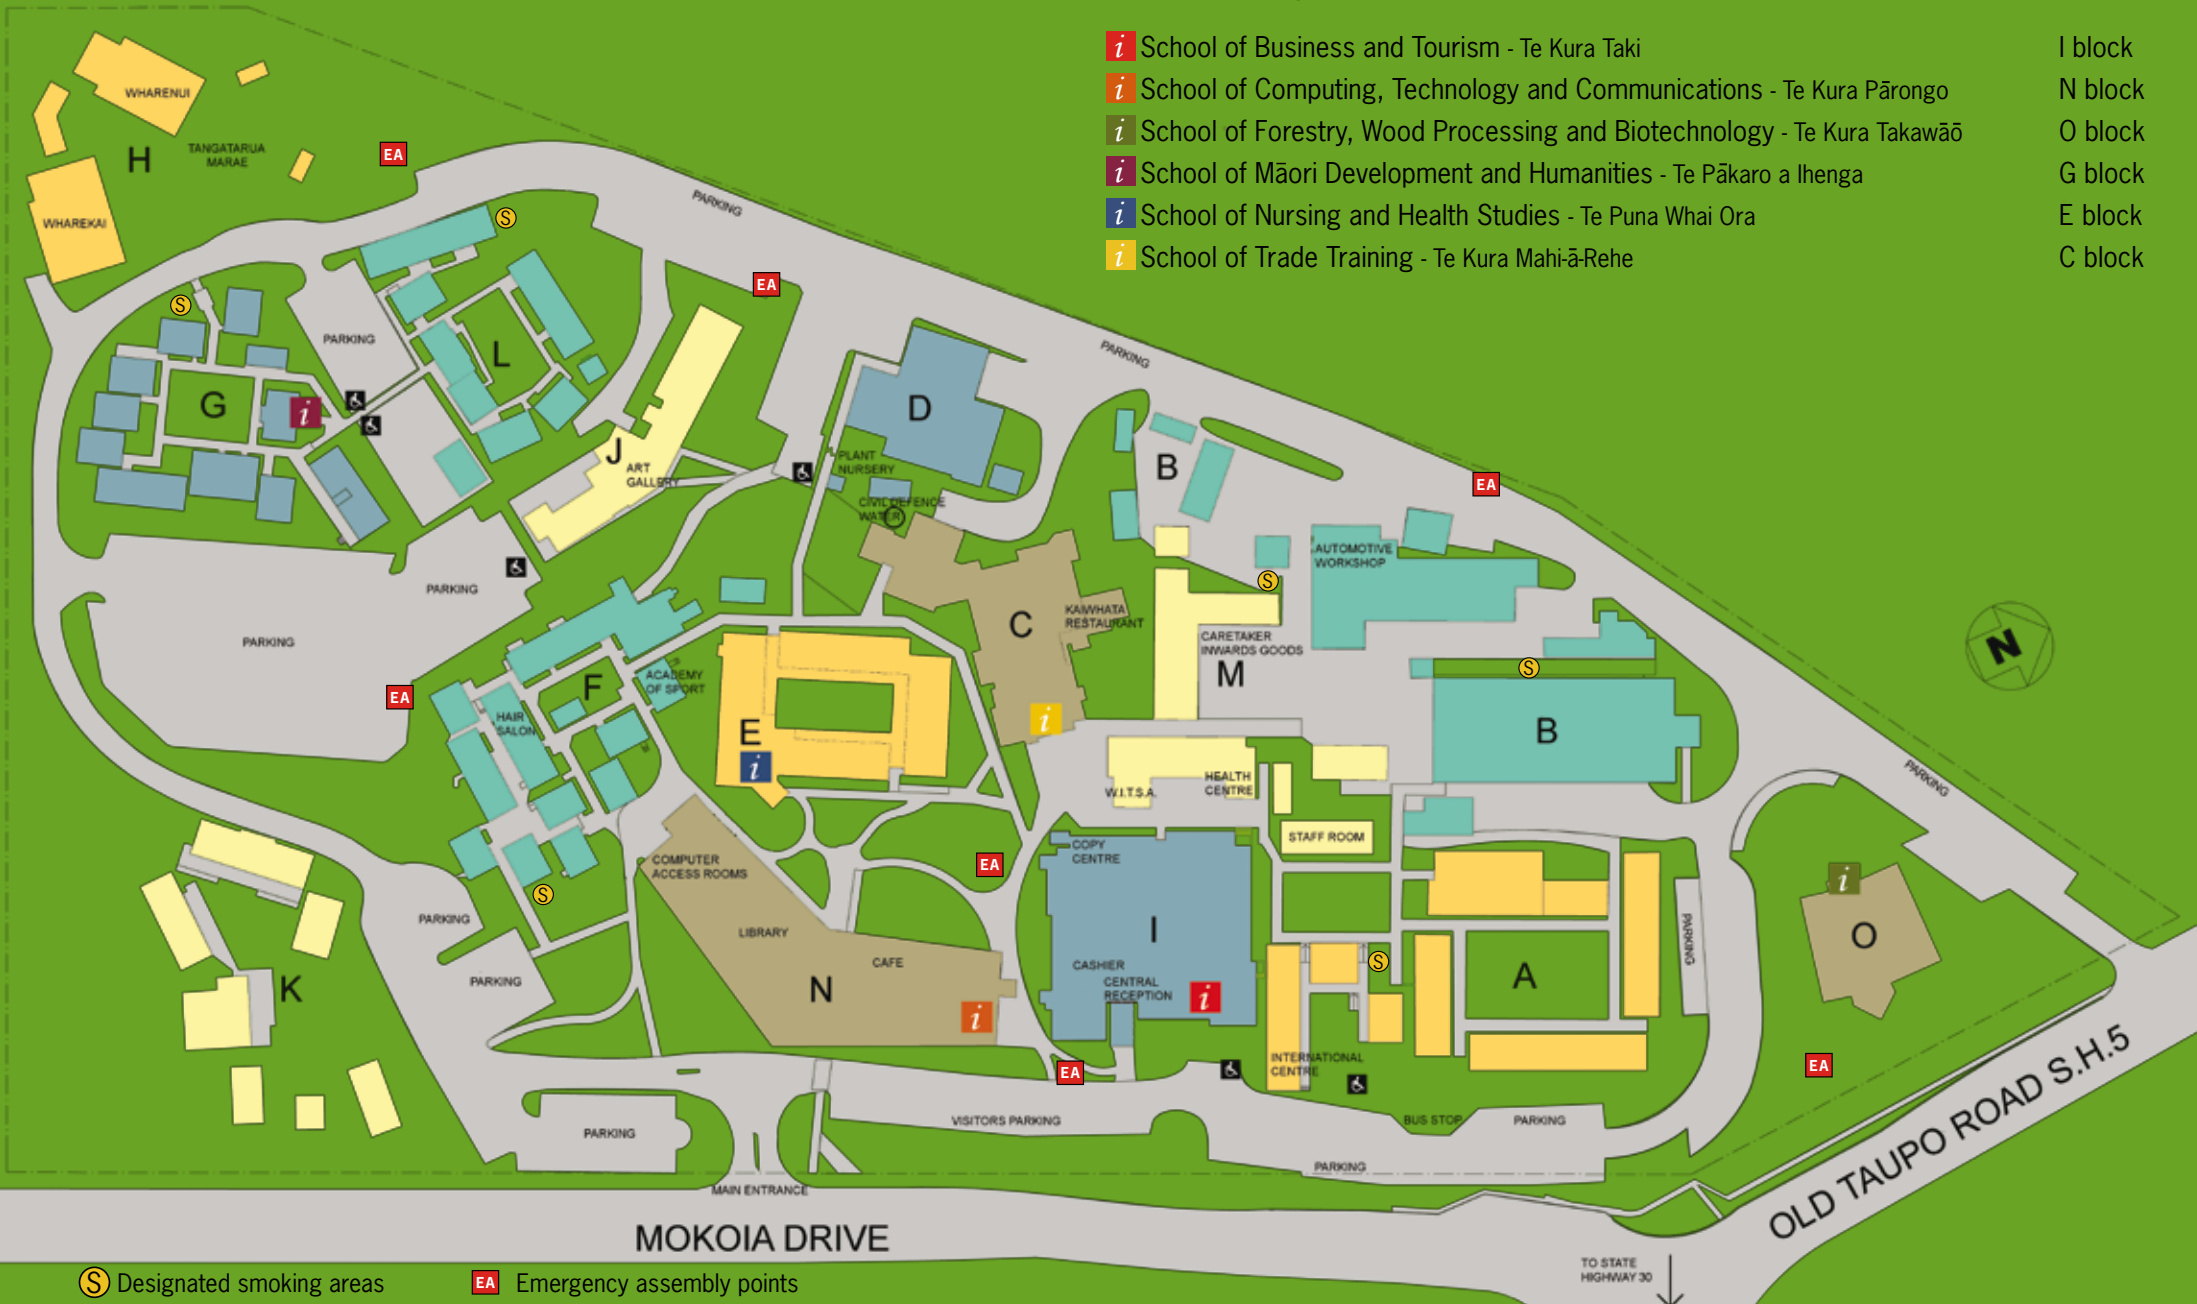 i School of Business and Tourism - Te Kura Taki I block
i School of Computing, Technology and Communications - Te Kura Pārongo N block
i School of Forestry, Wood Processing and Biotechnology - Te Kura Takawāō O block
i School of Māori Development and Humanities - Te Pākaro a Ihenga G block
i School of Nursing and Health Studies - Te Puna Whai Ora E block
i School of Trade Training - Te Kura Mahi-ā-Rehe C block
WHARENUI
H
TANGATARUA
MARAE
EA
WHAREKAI
S
PARKING
S
EA
PARKING
L
G
i
PARKING
D
J
ART
GALLERY
PLANT
NURSERY
CIVIL DEFENCE
WATER
B
EA
AUTOMOTIVE
WORKSHOP
S
PARKING
PARKING
C
KAIWHATA
RESTAURANT
CARETAKER
INWARDS GOODS
M
N
S
EA
F
ACADEMY
OF SPORT
HAIR
SALON
E
i
i
B
HEALTH
CENTRE
W.I.T.S.A.
PARKING
STAFF ROOM
COPY
CENTRE
EA
COMPUTER
ACCESS ROOMS
S
i
PARKING
LIBRARY
CAFE
I
PARKING
O
CASHIER
CENTRAL
RECEPTION
i
S
A
K
PARKING
N
i
INTERNATIONAL
CENTRE
EA
EA
PARKING
VISITORS PARKING
BUS STOP
PARKING
PARKING
MAIN ENTRANCE
MOKOIA DRIVE
OLD TAUPO ROAD S.H.5
TO STATE
HIGHWAY 30
S Designated smoking areas
EA Emergency assembly points